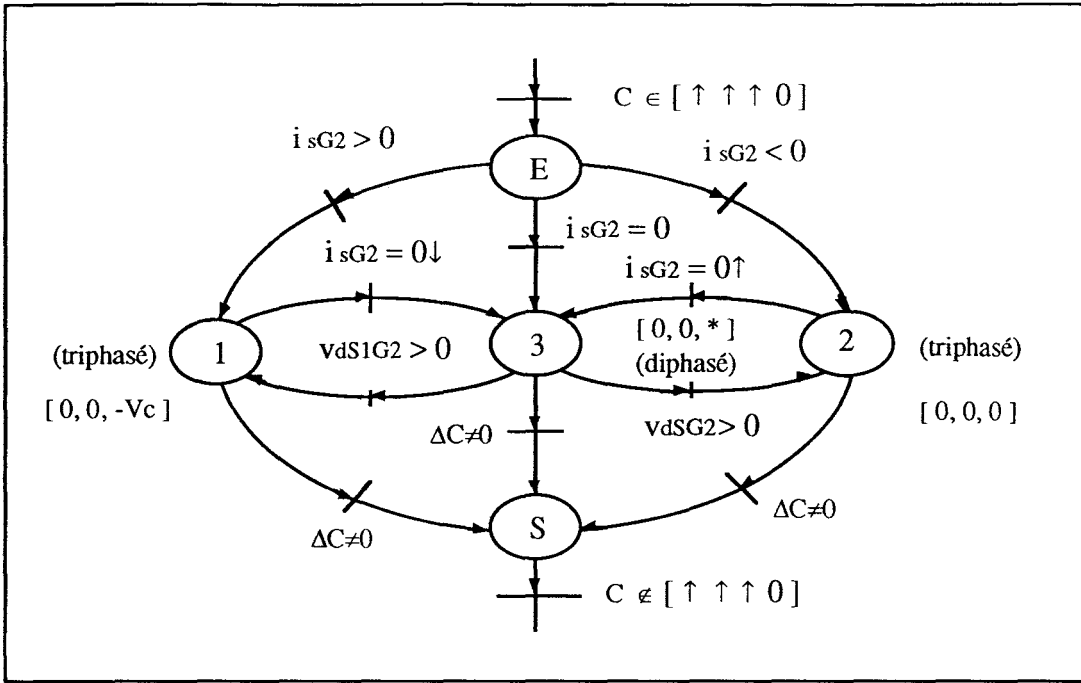 C ∈ [ ↑ ↑ ↑ 0 ]
i sG2 > 0
E
i sG2 < 0
i sG2 = 0
i sG2 = 0↓
i sG2 = 0↑
(triphasé)
1
vdS1G2 > 0
3
[ 0, 0, * ]
(diphasé)
2
(triphasé)
[ 0, 0, -Vc ]
[ 0, 0, 0 ]
vdSG2 > 0
ΔC≠0
S
ΔC≠0
ΔC≠0
C ∉ [ ↑ ↑ ↑ 0 ]